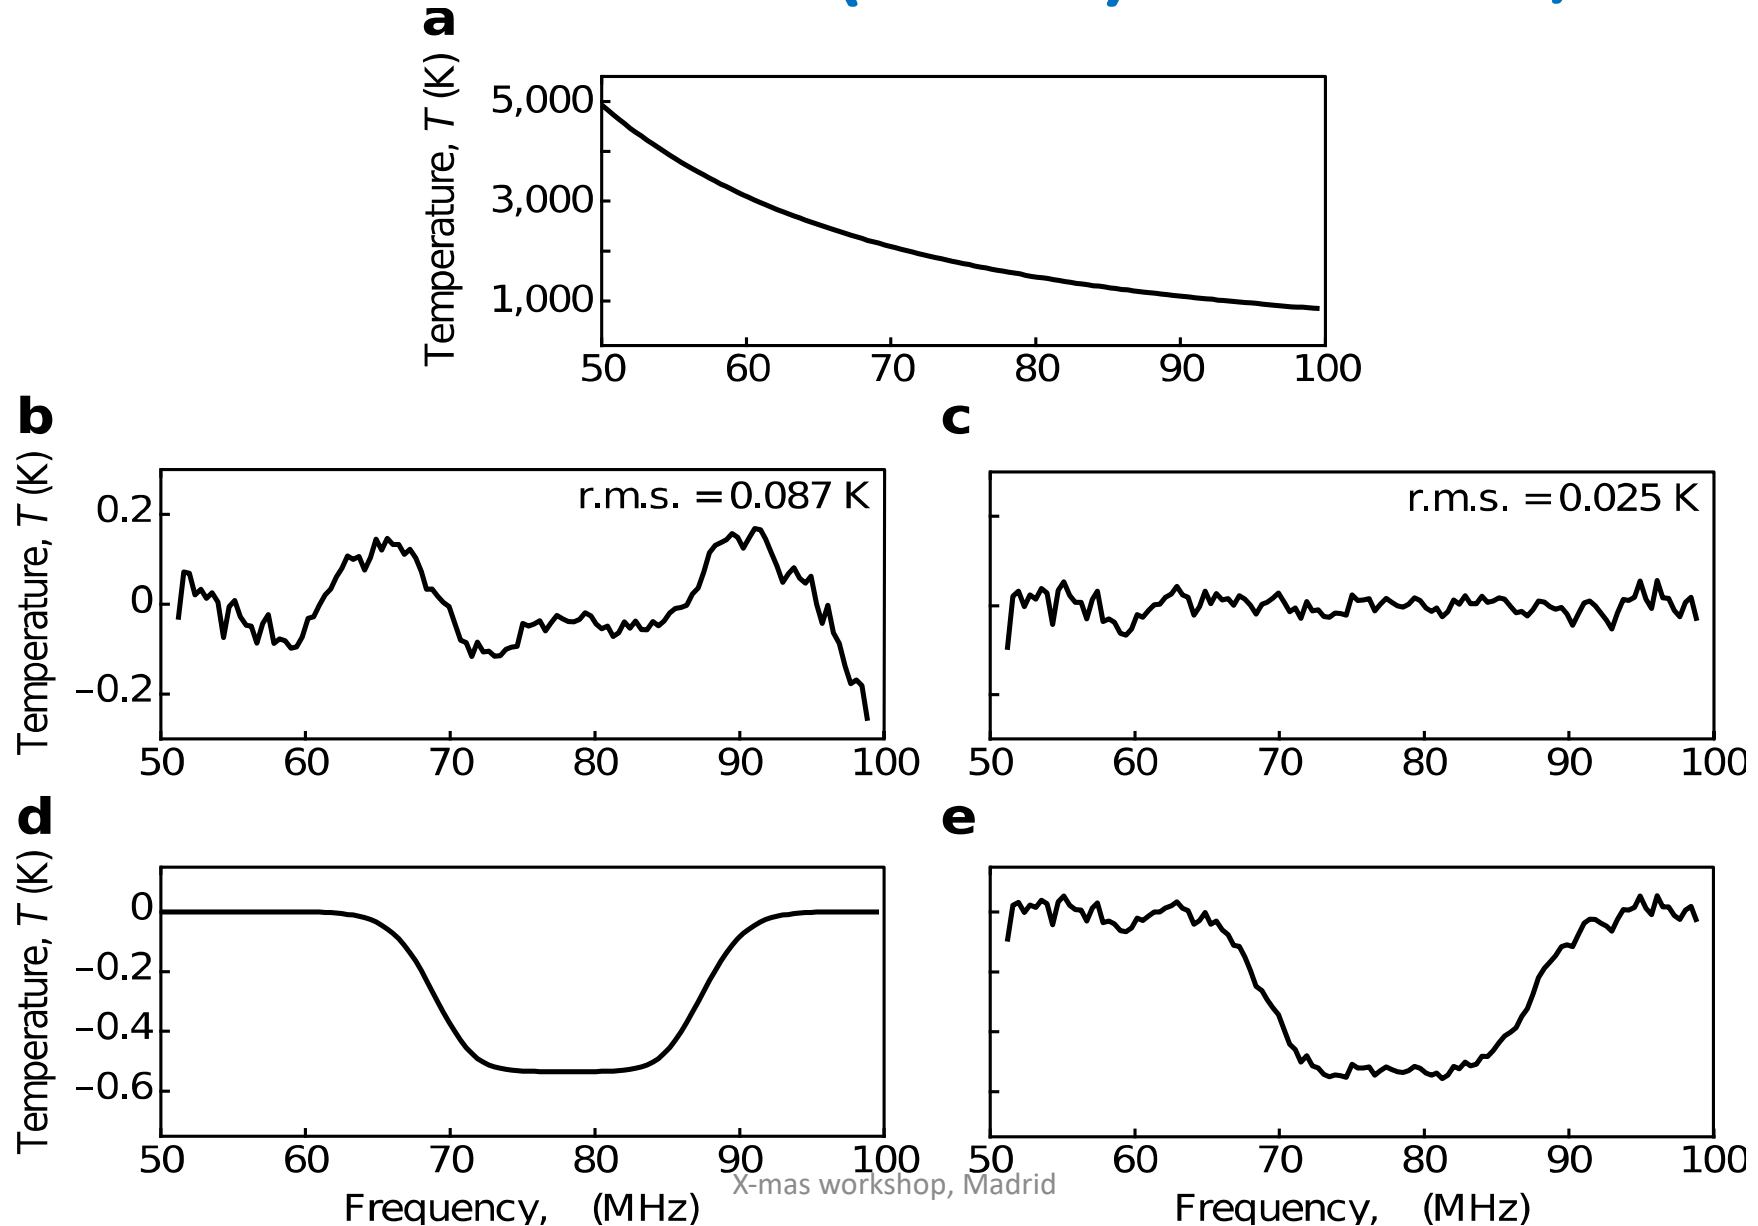 a
Temperature, T (K)
5,000
3,000
1,000
50 60 70 80 90 100
b
Temperature, T (K)
r.m.s. = 0.087 K
0.2
0
–0.2
50 60 70 80 90 100
c
r.m.s. = 0.025 K
50 60 70 80 90 100
d
Temperature, T (K)
0
–0.2
–0.4
–0.6
50 60 70 80 90 100
Frequency, (MHz)
e
50 60 70 80 90 100
Frequency, (MHz)
X-mas workshop, Madrid